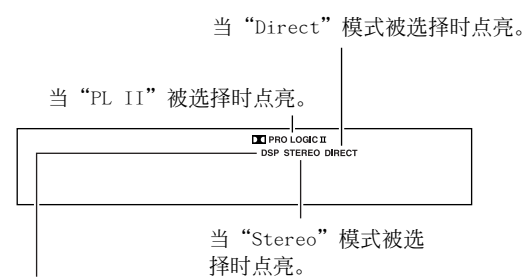 当“Direct”模式被选择时点亮。
当“PL II”被选择时点亮。
PRO LOGIC II
DSP STEREO DIRECT
当“Stereo”模式被选
择时点亮。